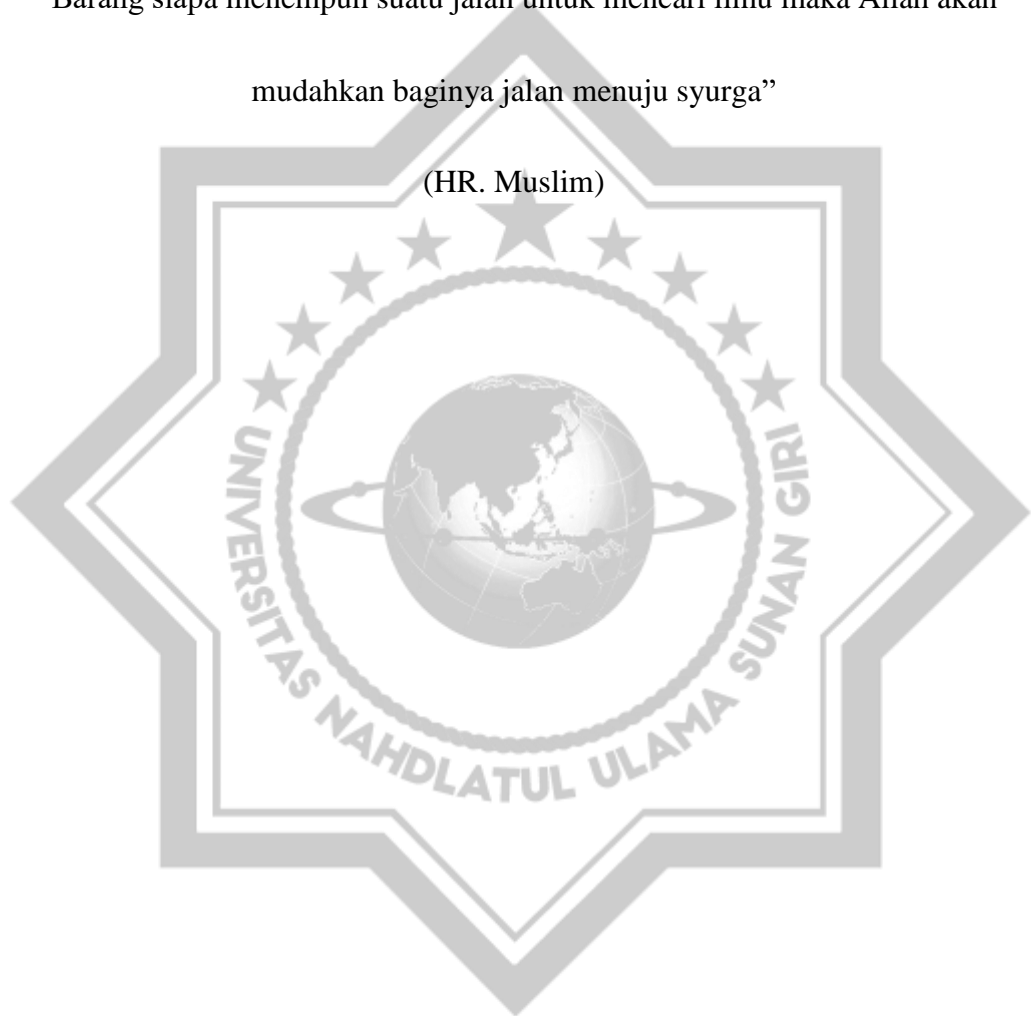 Barang siapa menempuh suatu jalan untuk mencari ilmu maka Allah akan
mudahkan baginya jalan menuju syurga”
(HR. Muslim)
UNIVERSITAS NAHDLATUL ULAMA SUNAN GIRI